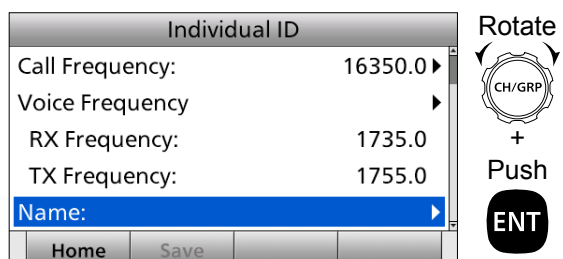 Individual ID
Call Frequency: 16350.0
Voice Frequency
RX Frequency: 1735.0
TX Frequency: 1755.0
Name:
Home Save
Rotate
CH/GRP
+
Push
ENT